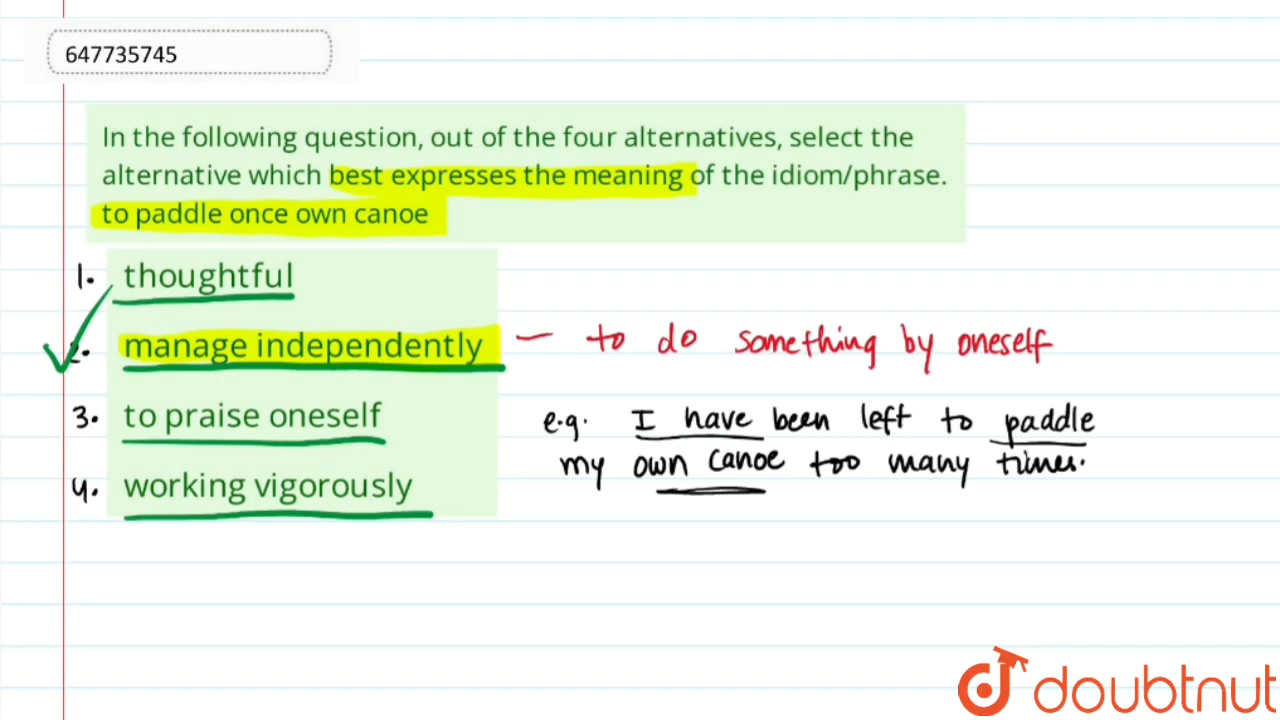 647735745
In the following question, out of the four alternatives, select the
alternative which best expresses the meaning of the idiom/phrase.
to paddle once own canoe
1. thoughtful
2. manage independently – to do something by oneself
3. to praise oneself
4. working vigorously
e.g. I have been left to paddle
my own canoe too many times.
doubtnut